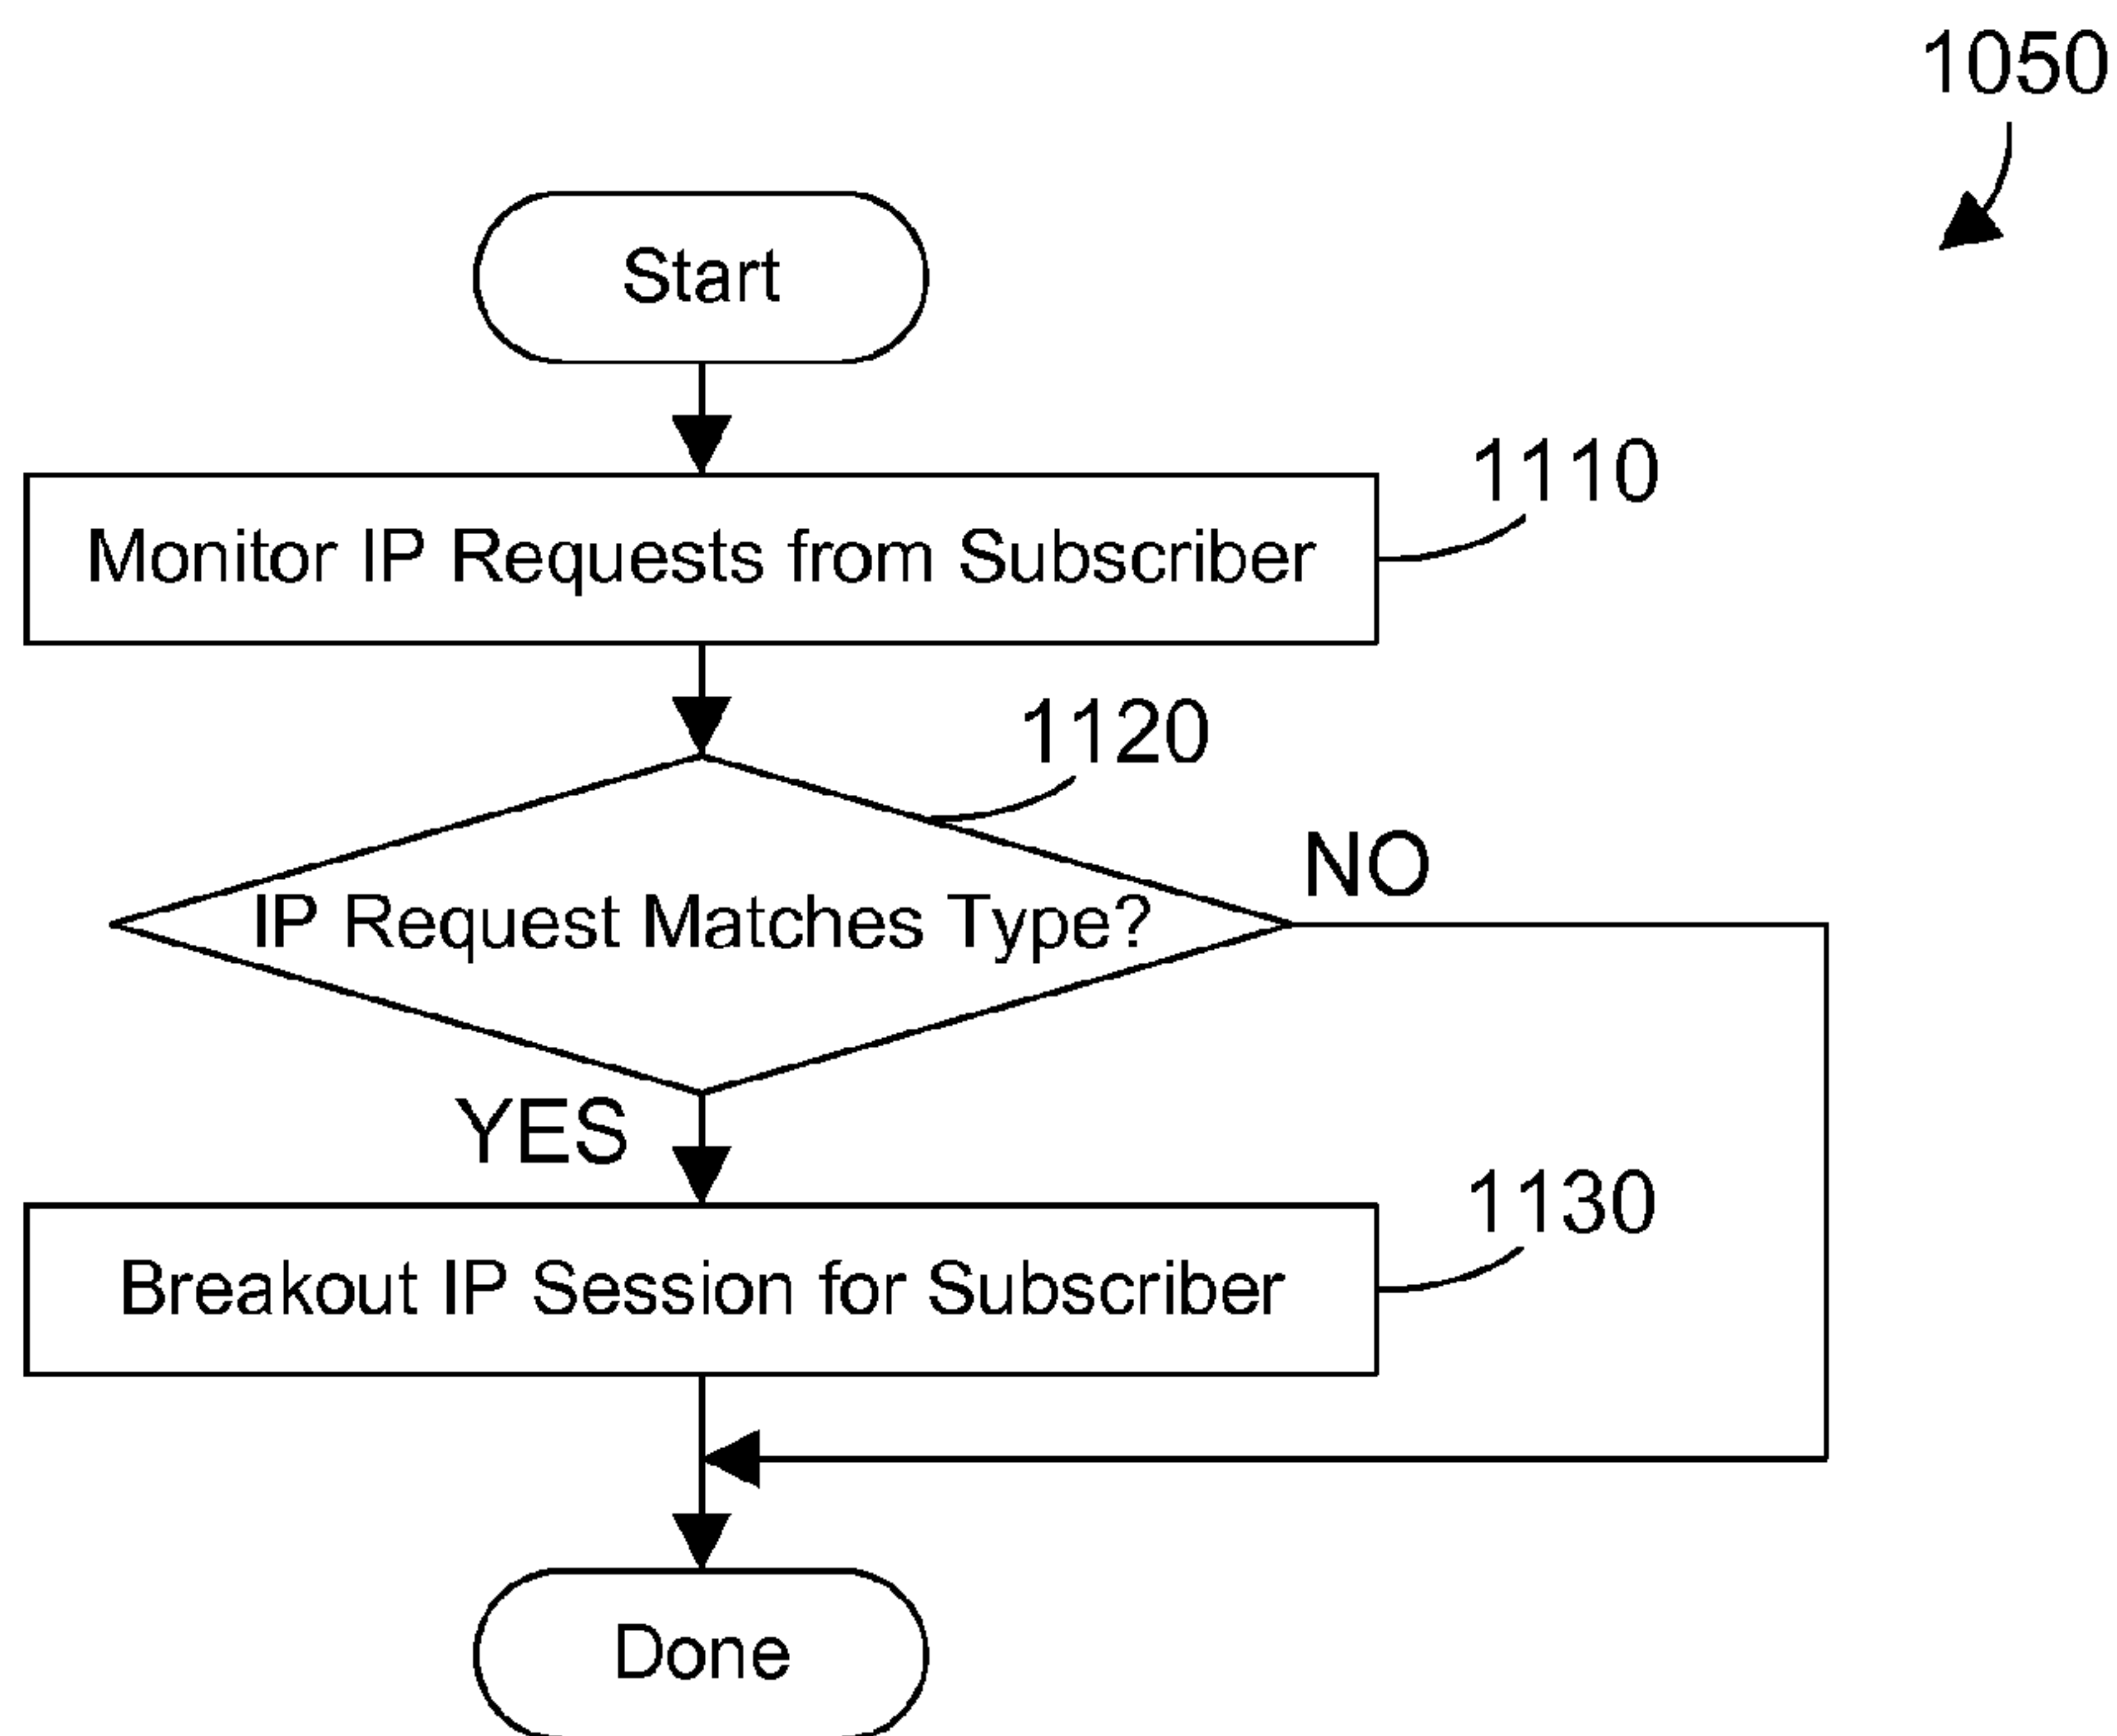 1050
Start
Monitor IP Requests from Subscriber
1110
1120
IP Request Matches Type?
NO
YES
Breakout IP Session for Subscriber
1130
Done